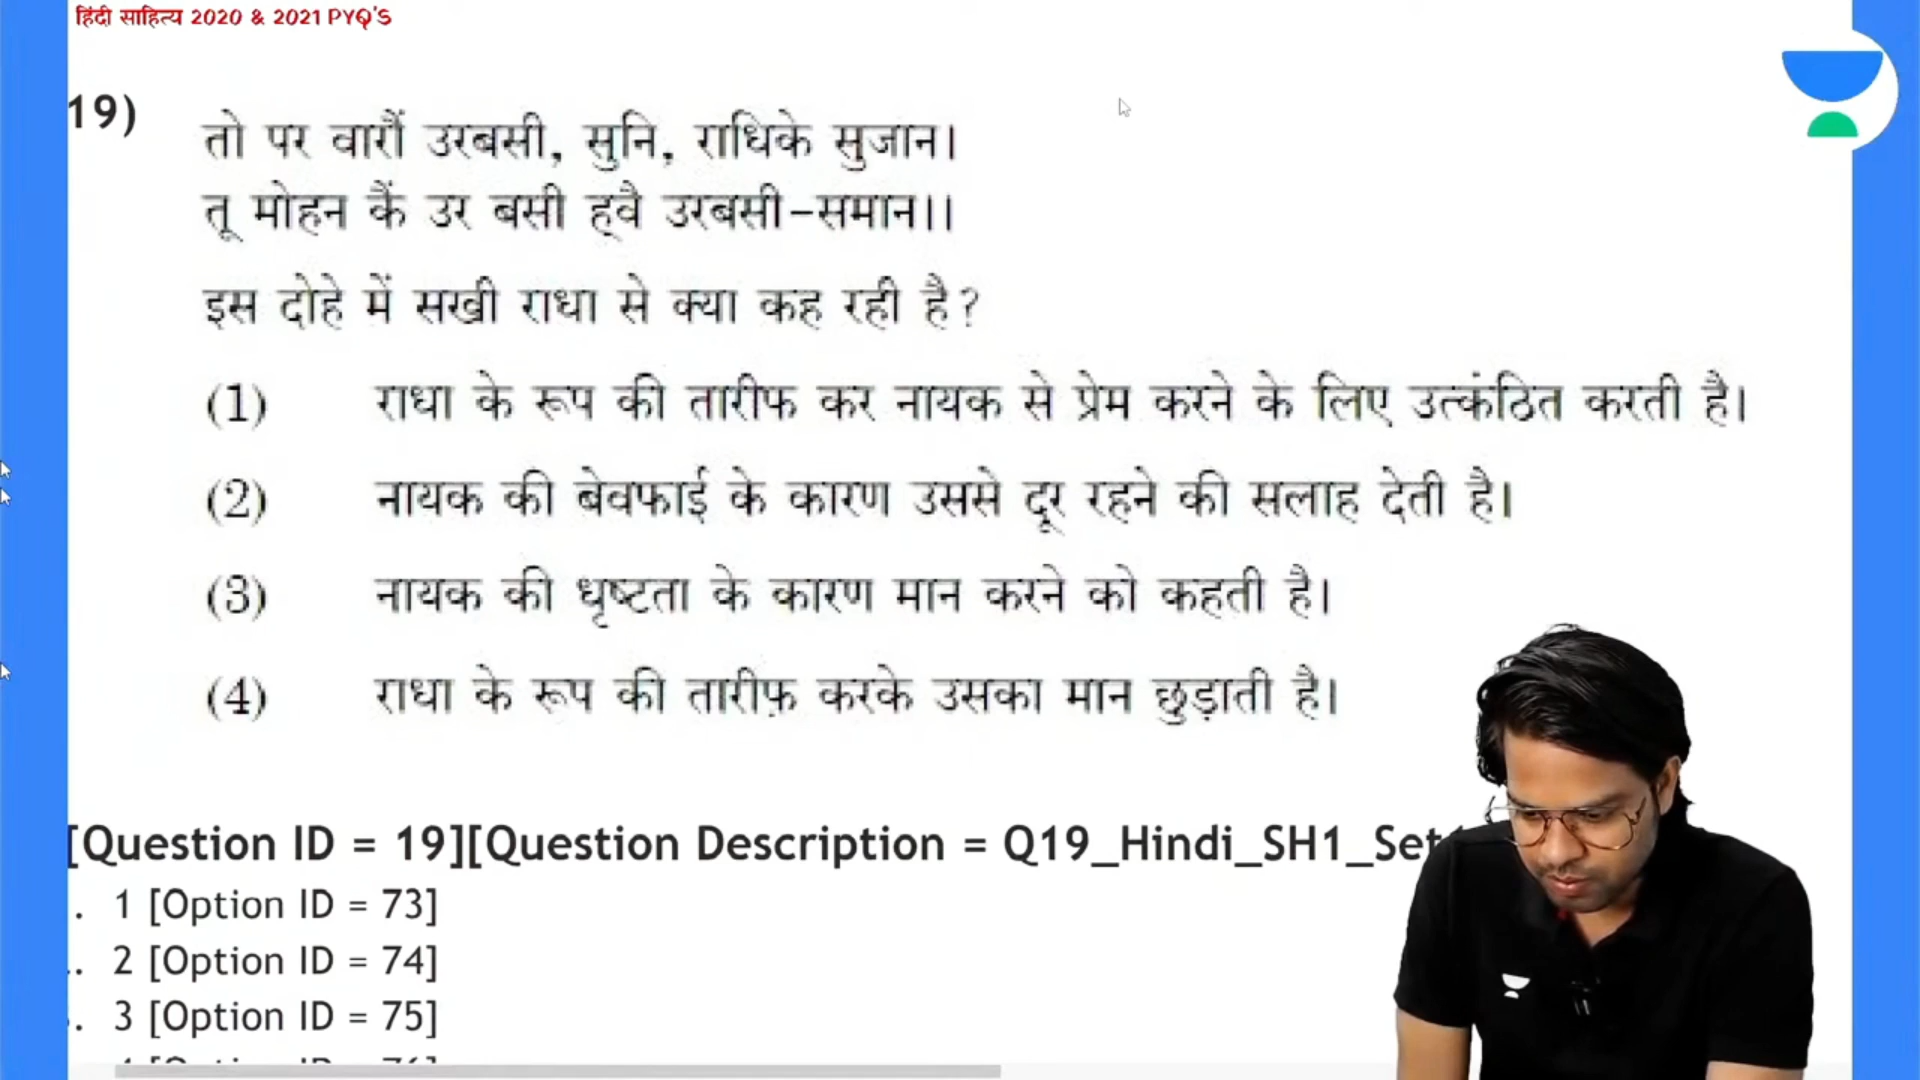 हिंदी साहित्य 2020 & 2021 PYQ'S
19)
तो पर वारौं उरबसी, सुनि, राधिके सुजान।
तू मोहन कैं उर बसी ह्वै उरबसी-समान।।
इस दोहे में सखी राधा से क्या कह रही है?
(1) राधा के रूप की तारीफ कर नायक से प्रेम करने के लिए उत्कंठित करती है।
(2) नायक की बेवफाई के कारण उससे दूर रहने की सलाह देती है।
(3) नायक की धृष्टता के कारण मान करने को कहती है।
(4) राधा के रूप की तारीफ़ करके उसका मान छुड़ाती है।
[Question ID = 19][Question Description = Q19_Hindi_SH1_Set
. 1 [Option ID = 73]
. 2 [Option ID = 74]
. 3 [Option ID = 75]